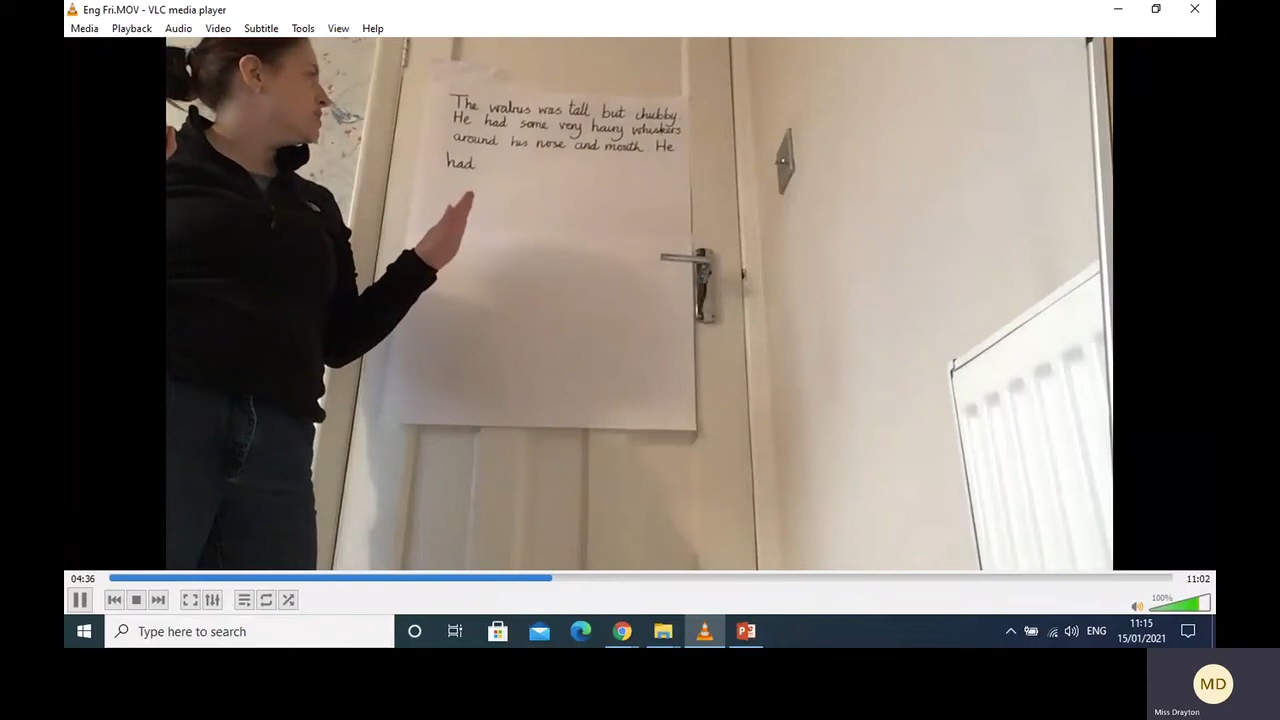 Eng Fri.MOV - VLC media player
Media Playback Audio Video Subtitle Tools View Help
The walrus was tall, but chubby.
He had some very hairy whiskers
around his nose and mouth. He
had
04:36
11:02
100%
Type here to search
ENG
11:15
15/01/2021
MD
Miss Drayton